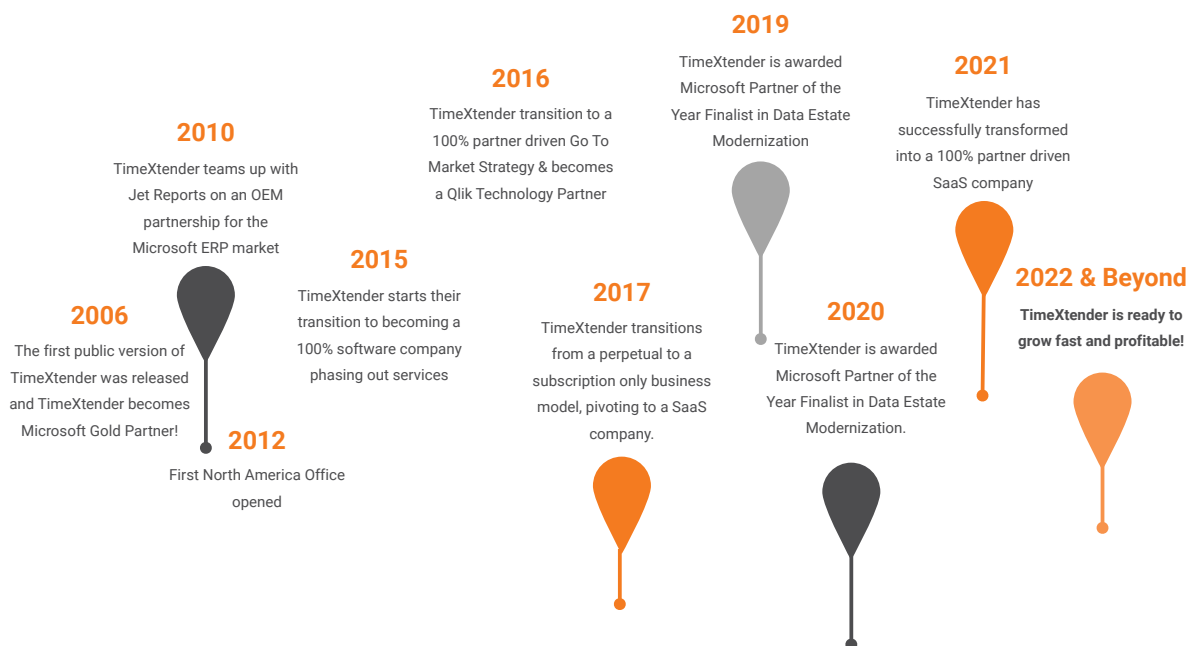 2006
The first public version of
TimeXtender was released
and TimeXtender becomes
Microsoft Gold Partner!
2010
TimeXtender teams up with
Jet Reports on an OEM
partnership for the
Microsoft ERP market
2012
First North America Office
opened
2015
TimeXtender starts their
transition to becoming a
100% software company
phasing out services
2016
TimeXtender transition to a
100% partner driven Go To
Market Strategy & becomes
a Qlik Technology Partner
2017
TimeXtender transitions
from a perpetual to a
subscription only business
model, pivoting to a SaaS
company.
2019
TimeXtender is awarded
Microsoft Partner of the
Year Finalist in Data Estate
Modernization
2020
TimeXtender is awarded
Microsoft Partner of the
Year Finalist in Data Estate
Modernization.
2021
TimeXtender has
successfully transformed
into a 100% partner driven
SaaS company
2022 & Beyond
TimeXtender is ready to
grow fast and profitable!